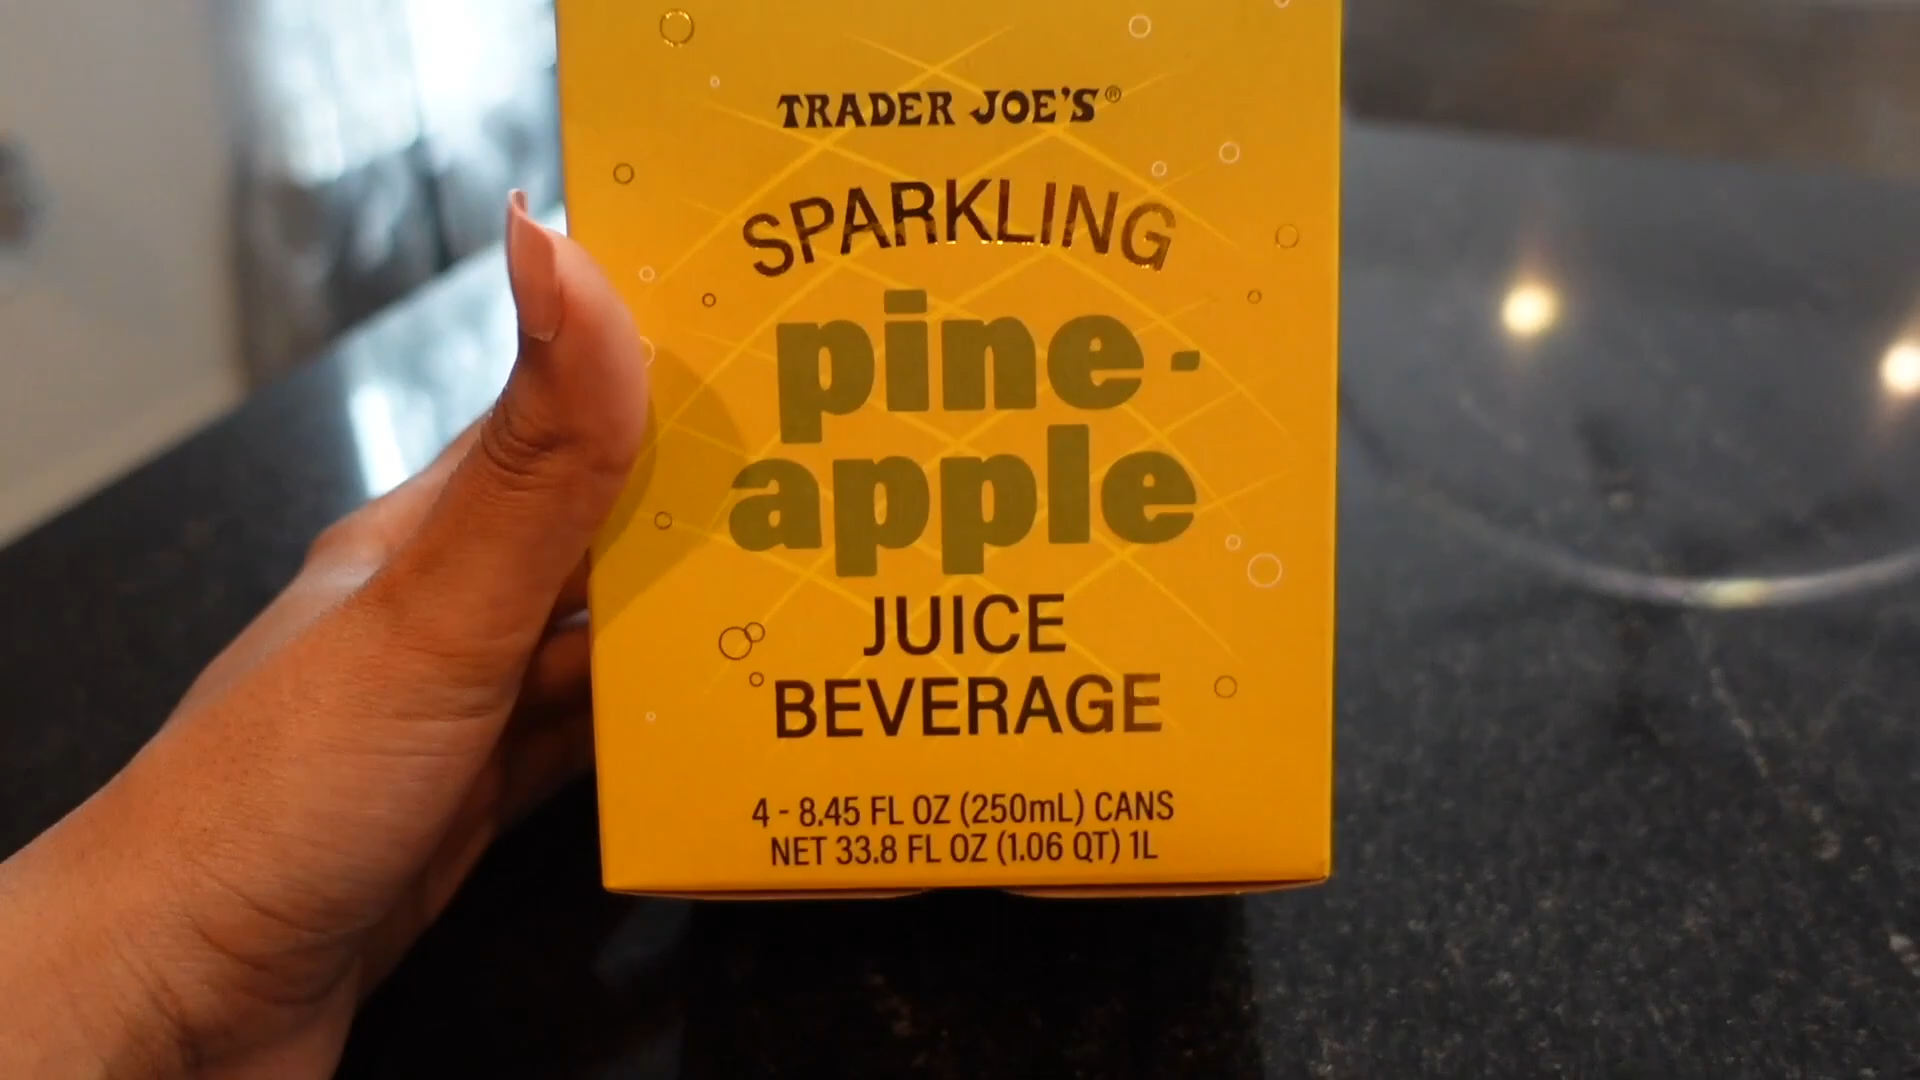 TRADER JOE'S®
SPARKLING
pine-
apple
JUICE
BEVERAGE
4 - 8.45 FL OZ (250mL) CANS
NET 33.8 FL OZ (1.06 QT) 1L